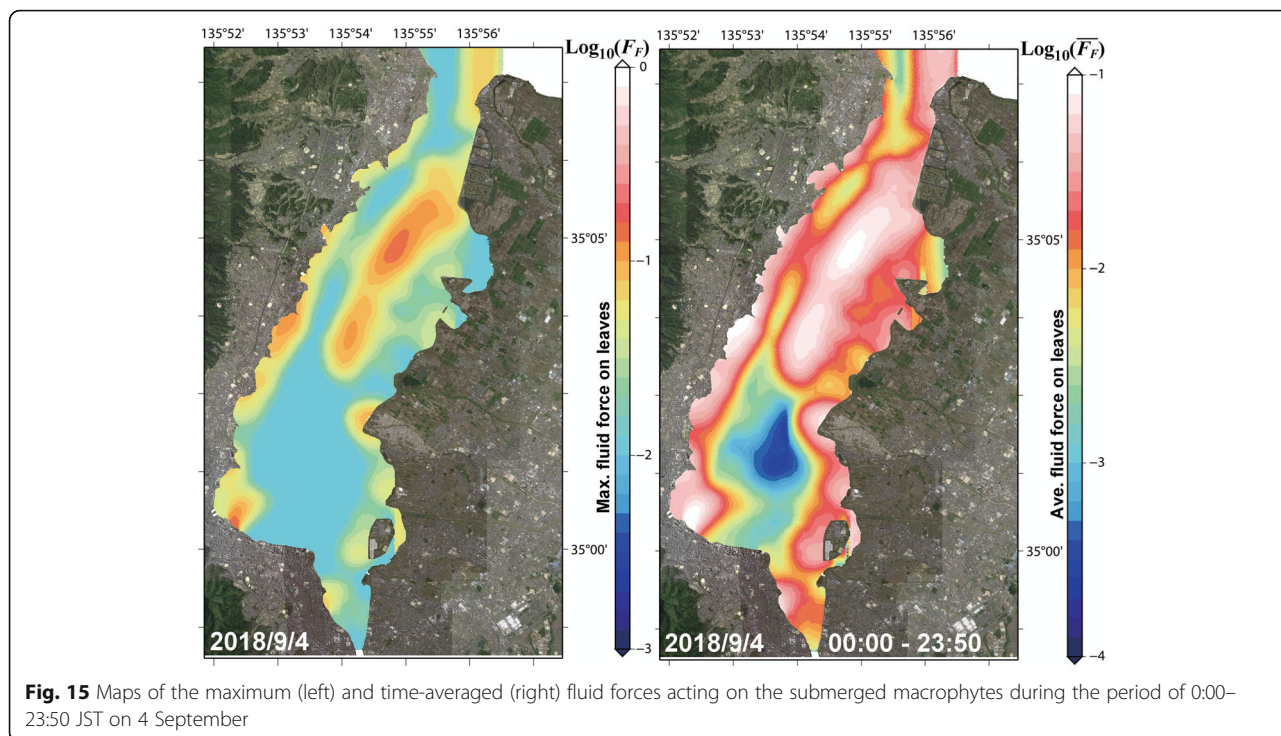 135°52' 135°53' 135°54' 135°55' 135°56'
Log₁₀(F_F)
0
−1
−2
−3
Max. fluid force on leaves
35°05'
35°00'
2018/9/4
135°52' 135°53' 135°54' 135°55' 135°56'
Log₁₀(F̅_F̅)
−1
−2
−3
−4
Ave. fluid force on leaves
35°05'
35°00'
2018/9/4 00:00 - 23:50
Fig. 15 Maps of the maximum (left) and time-averaged (right) fluid forces acting on the submerged macrophytes during the period of 0:00–
23:50 JST on 4 September